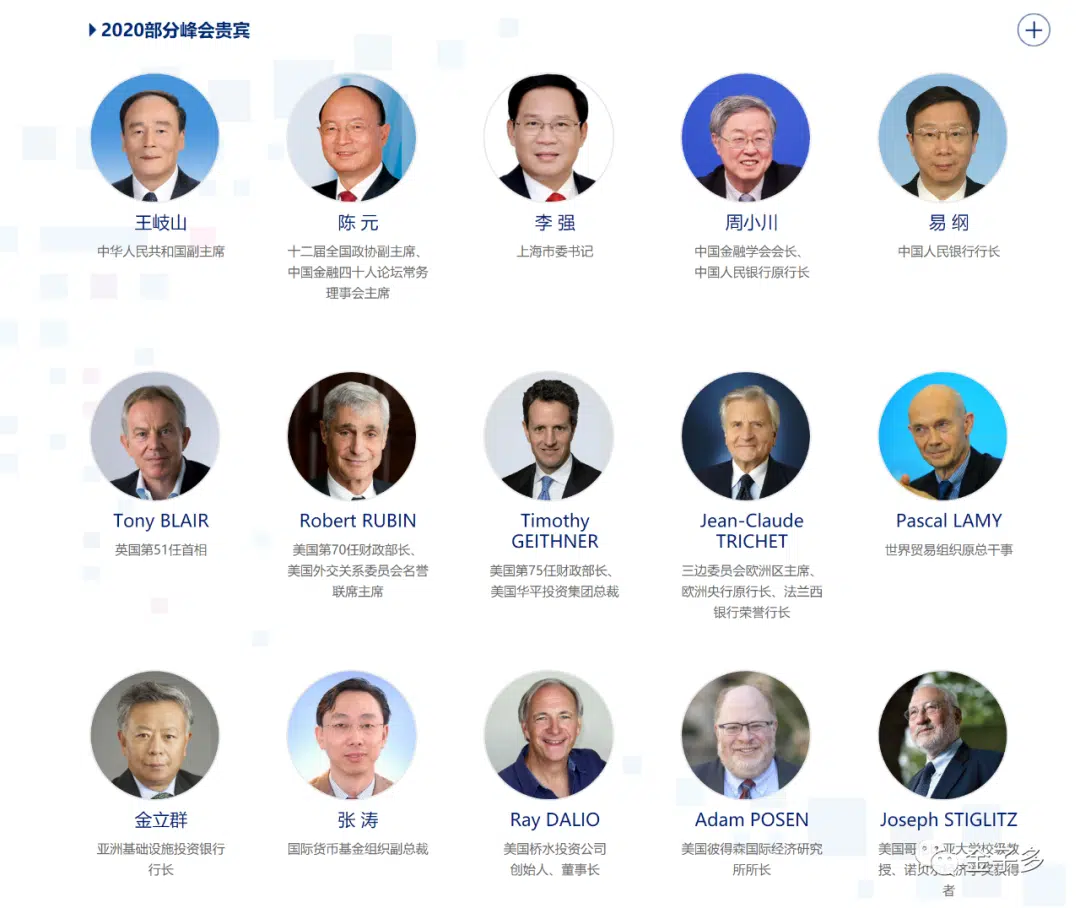 2020部分峰会贵宾
王岐山
中华人民共和国副主席
陈 元
十二届全国政协副主席、
中国金融四十人论坛常务
理事会主席
李 强
上海市委书记
周小川
中国金融学会会长、
中国人民银行原行长
易 纲
中国人民银行行长
Tony BLAIR
英国第51任首相
Robert RUBIN
美国第70任财政部长、
美国外交关系委员会名誉
联席主席
Timothy
GEITHNER
美国第75任财政部长、
美国华平投资集团总裁
Jean-Claude
TRICHET
三边委员会欧洲区主席、
欧洲央行原行长、法兰西
银行荣誉行长
Pascal LAMY
世界贸易组织原总干事
金立群
亚洲基础设施投资银行
行长
张 涛
国际货币基金组织副总裁
Ray DALIO
美国桥水投资公司
创始人、董事长
Adam POSEN
美国彼得森国际经济研究
所所长
Joseph STIGLITZ
美国哥 亚大学校级教
授、诺贝 济 奖获得
者